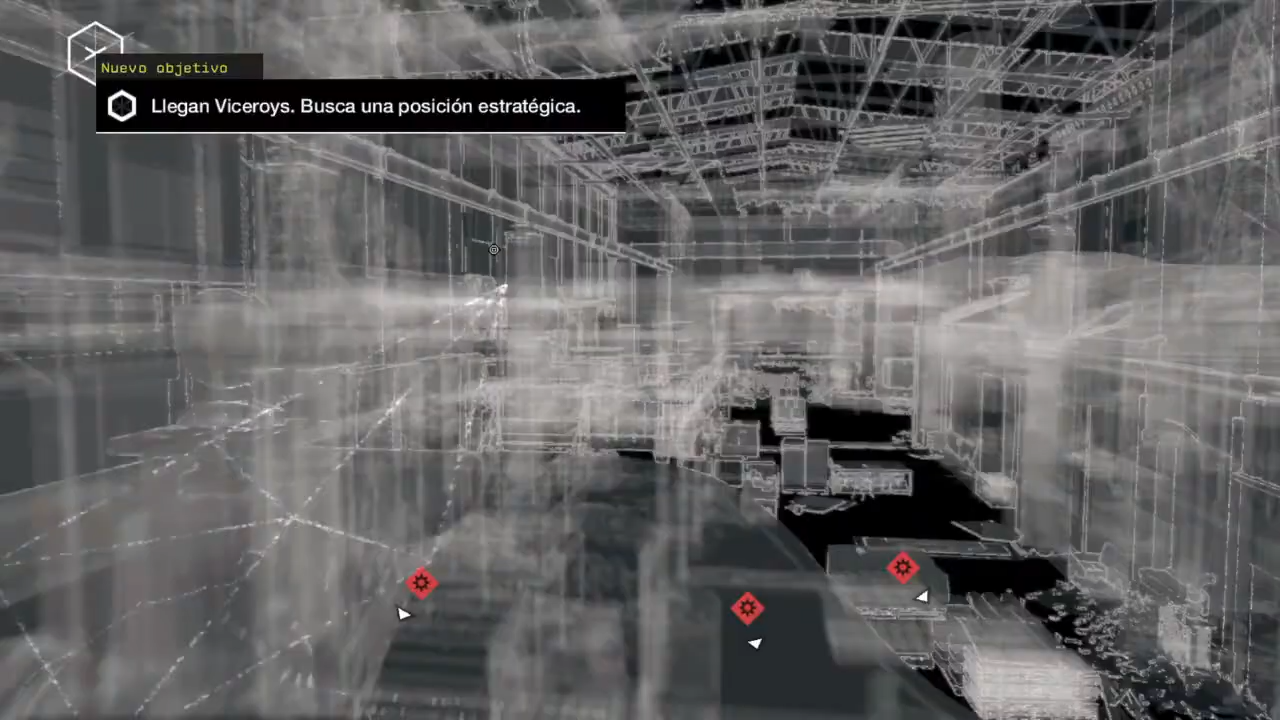 Nuevo objetivo
Llegan Viceroys. Busca una posición estratégica.